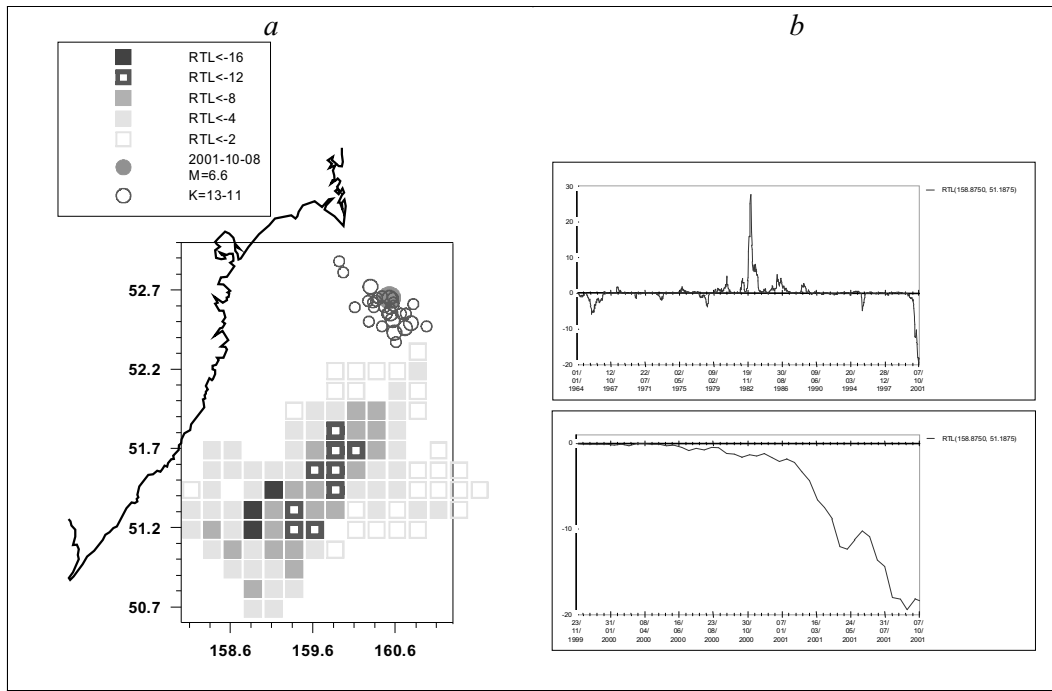 a
b
RTL<-16
RTL<-12
RTL<-8
RTL<-4
RTL<-2
2001-10-08
M=6.6
K=13-11
52.7
52.2
51.7
51.2
50.7
158.6 159.6 160.6
30
20
10
0
-10
-20
RTL(158.8750, 51.1875)
01/ 12/ 22/ 02/ 09/ 19/ 30/ 09/ 20/ 28/ 07/
01/ 10/ 07/ 05/ 02/ 11/ 08/ 06/ 03/ 12/ 10/
1964 1967 1971 1975 1979 1982 1986 1990 1994 1997 2001
0
-10
-20
RTL(158.8750, 51.1875)
23/ 31/ 08/ 16/ 23/ 30/ 07/ 16/ 24/ 31/ 07/
11/ 01/ 04/ 06/ 08/ 10/ 01/ 03/ 05/ 07/ 10/
1999 2000 2000 2000 2000 2000 2001 2001 2001 2001 2001